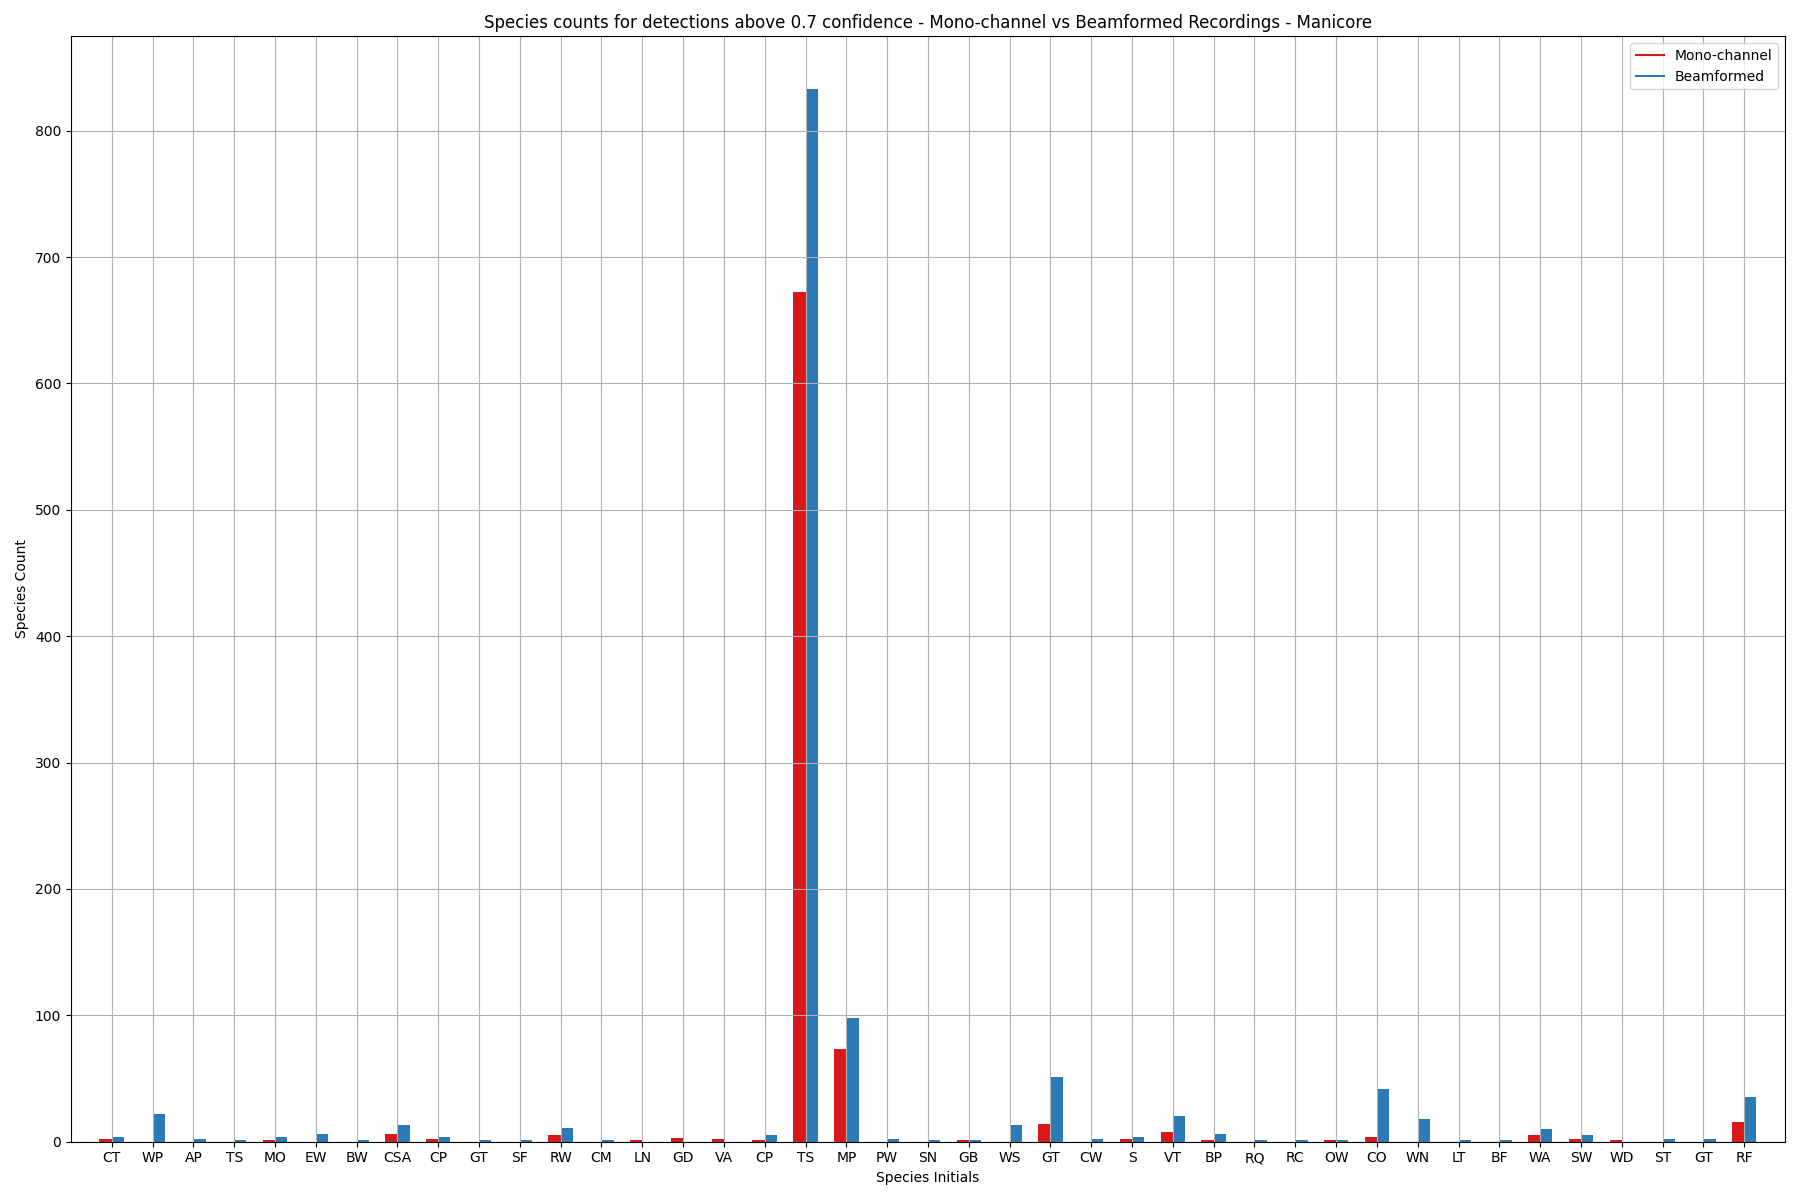 Species counts for detections above 0.7 confidence - Mono-channel vs Beamformed Recordings - Manicore
Mono-channel
Beamformed
800
700
600
500
400
300
200
100
0
Species Count
CT WP AP TS MO EW BW CSA CP GT SF RW CM LN GD VA CP TS MP PW SN GB WS GT CW S VT BP RQ RC OW CO WN LT BF WA SW WD ST GT RF
Species Initials